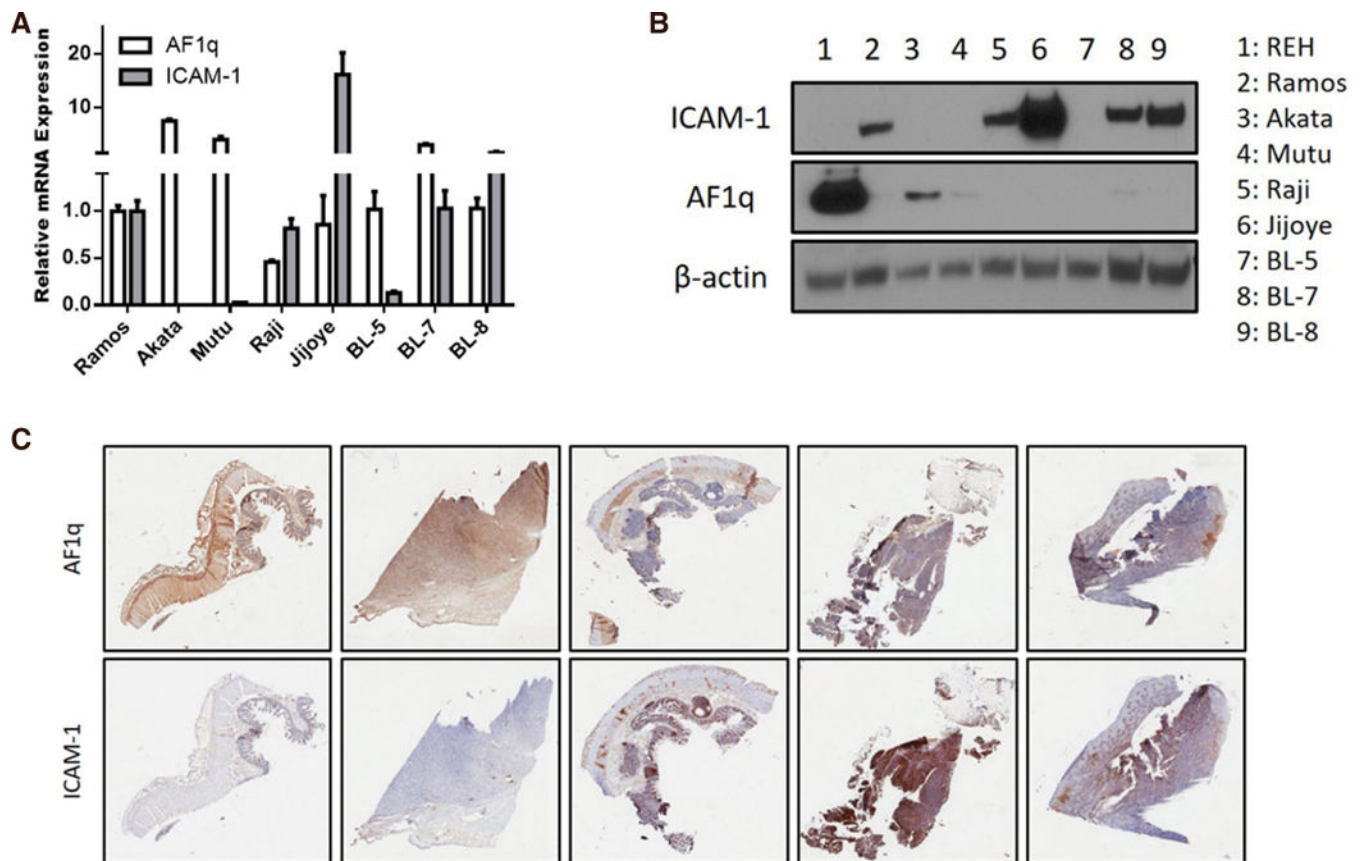 A
AF1q
ICAM-1
Relative mRNA Expression
20
10
1.0
0.5
0.0
Ramos
Akata
Mutu
Raji
Jijoye
BL-5
BL-7
BL-8
B
1 2 3 4 5 6 7 8 9
ICAM-1
AF1q
β-actin
1: REH
2: Ramos
3: Akata
4: Mutu
5: Raji
6: Jijoye
7: BL-5
8: BL-7
9: BL-8
C
AF1q
ICAM-1